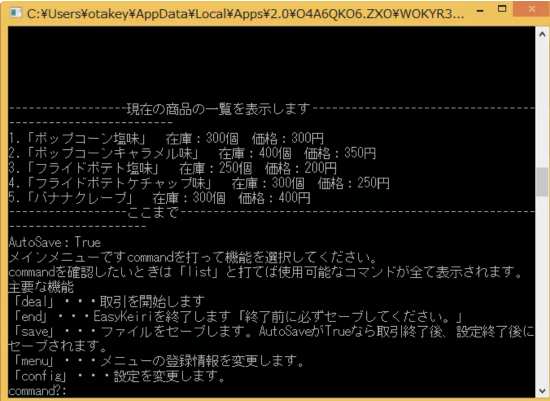 C:¥Users¥otakey¥AppData¥Local¥Apps¥2.0¥O4A6QKO6.ZXO¥WOKYR3...
------------------現在の商品の一覧を表示します----------------------------------
-------------------------
1.「ポップコーン塩味」 在庫:300個 価格:300円
2.「ポップコーンキャラメル味」 在庫:400個 価格:350円
3.「フライドポテト塩味」 在庫:250個 価格:200円
4.「フライドポテトケチャップ味」 在庫:300個 価格:250円
5.「バナナクレープ」 在庫:300個 価格:400円
------------------ここまで------------------------------------------------------
---------------------
AutoSave:True
メインメニューですcommandを打って機能を選択してください。
commandを確認したいときは「list」と打てば使用可能なコマンドが全て表示されます。
主要な機能
「deal」・・・取引を開始します
「end」・・・EasyKeiriを終了します「終了前に必ずセーブしてください。」
「save」・・・ファイルをセーブします。AutoSaveがTrueなら取引終了後、設定終了後に
セーブされます。
「menu」・・・メニューの登録情報を変更します。
「config」・・・設定を変更します。
command?: